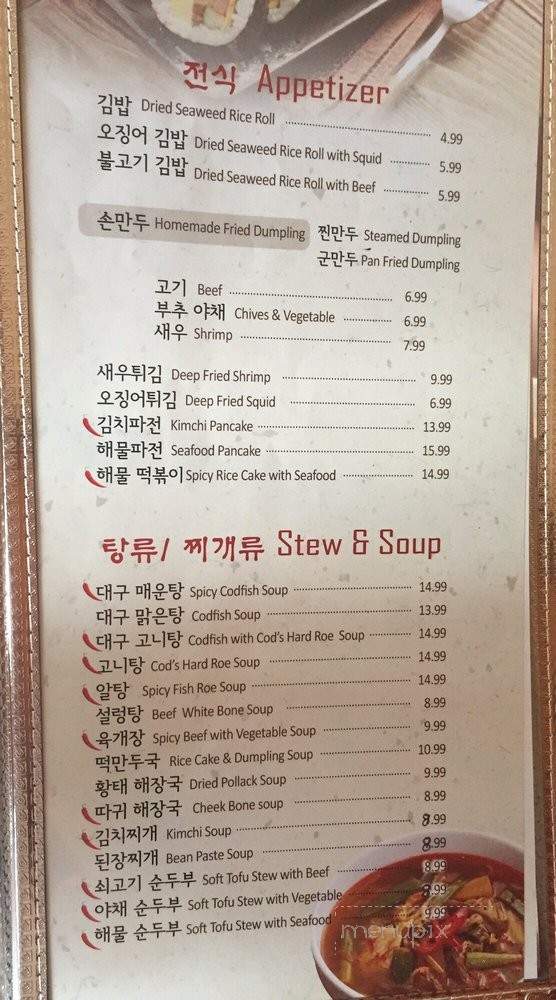 전식 Appetizer
김밥 Dried Seaweed Rice Roll 4.99
오징어 김밥 Dried Seaweed Rice Roll with Squid 5.99
불고기 김밥 Dried Seaweed Rice Roll with Beef 5.99
손만두 Homemade Fried Dumpling 찐만두 Steamed Dumpling
군만두 Pan Fried Dumpling
고기 Beef 6.99
부추 야채 Chives & Vegetable 6.99
새우 Shrimp 7.99
새우튀김 Deep Fried Shrimp 9.99
오징어튀김 Deep Fried Squid 6.99
김치파전 Kimchi Pancake 13.99
해물파전 Seafood Pancake 15.99
해물 떡볶이 Spicy Rice Cake with Seafood 14.99
탕류/ 찌개류 Stew & Soup
대구 매운탕 Spicy Codfish Soup 14.99
대구 맑은탕 Codfish Soup 13.99
대구 고니탕 Codfish with Cod's Hard Roe Soup 14.99
고니탕 Cod's Hard Roe Soup 14.99
알탕 Spicy Fish Roe Soup 14.99
설렁탕 Beef White Bone Soup 8.99
육개장 Spicy Beef with Vegetable Soup 9.99
떡만두국 Rice Cake & Dumpling Soup 10.99
황태 해장국 Dried Pollack Soup 9.99
따귀 해장국 Cheek Bone soup 8.99
김치찌개 Kimchi Soup 8.99
된장찌개 Bean Paste Soup 8.99
쇠고기 순두부 Soft Tofu Stew with Beef 8.99
야채 순두부 Soft Tofu Stew with Vegetable 8.99
해물 순두부 Soft Tofu Stew with Seafood 9.99
menupix